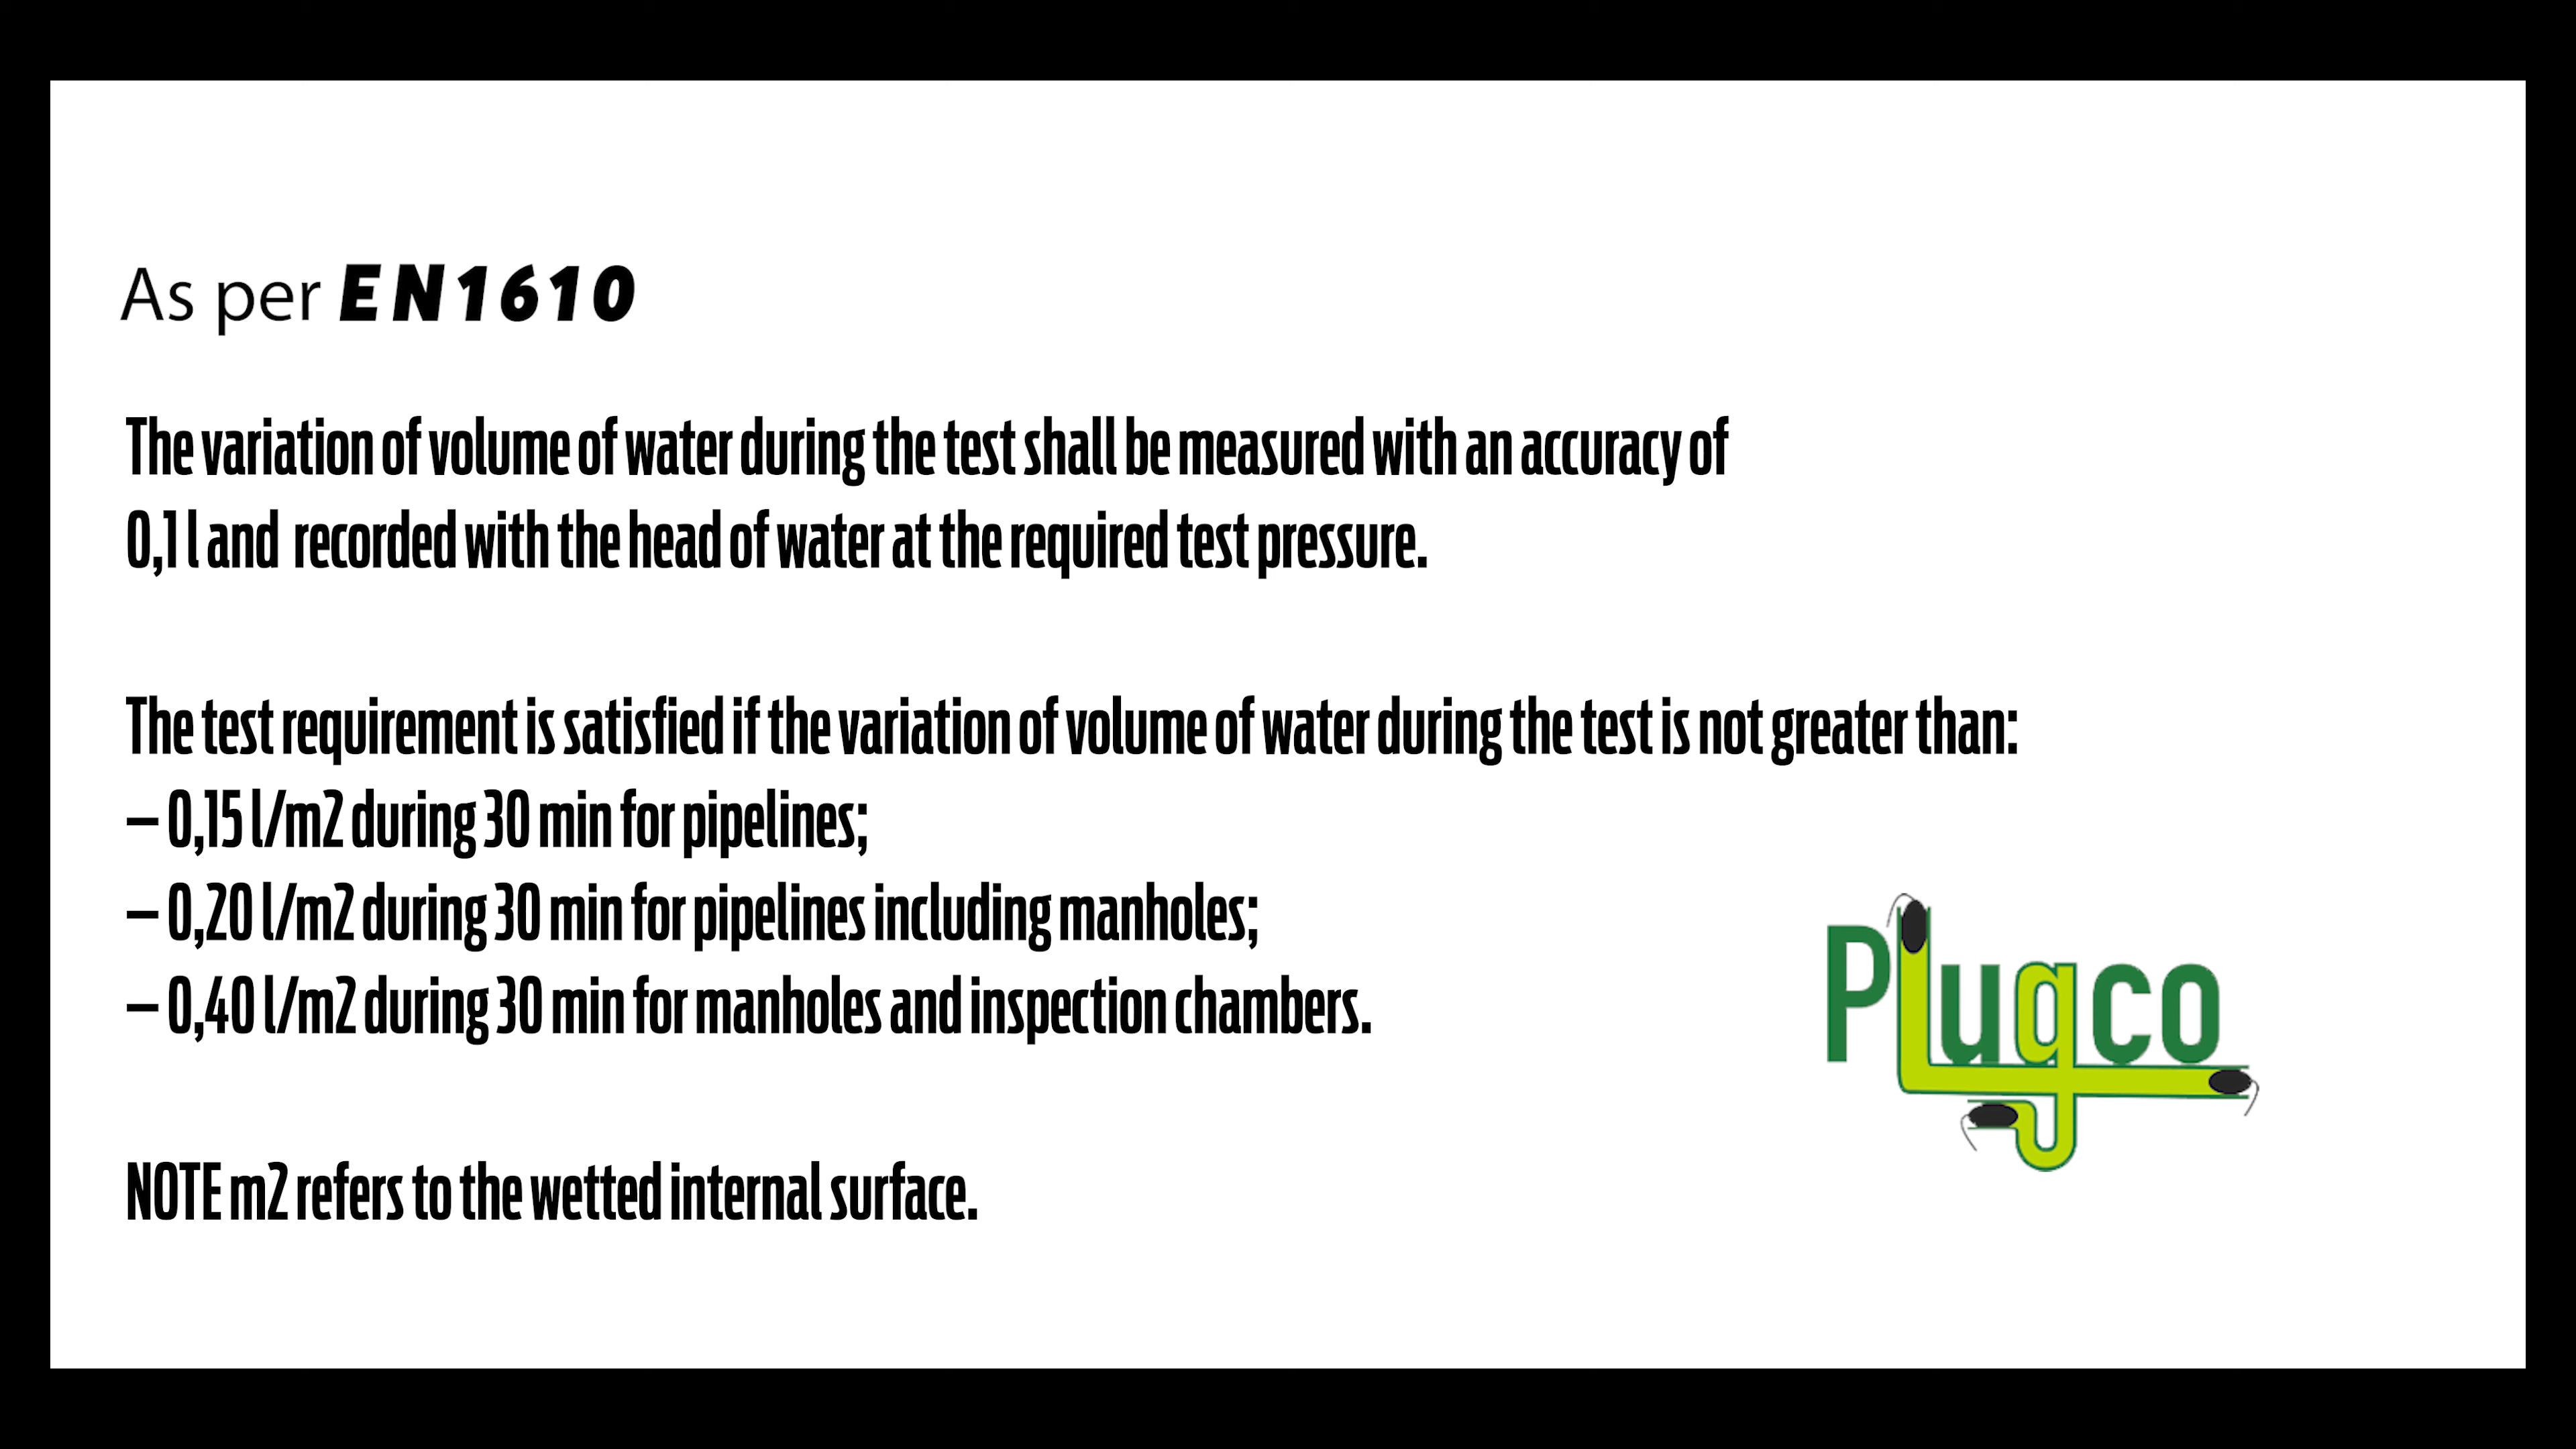 As per EN1610
The variation of volume of water during the test shall be measured with an accuracy of
0,1 l and recorded with the head of water at the required test pressure.
The test requirement is satisfied if the variation of volume of water during the test is not greater than:
– 0,15 l/m2 during 30 min for pipelines;
– 0,20 l/m2 during 30 min for pipelines including manholes;
– 0,40 l/m2 during 30 min for manholes and inspection chambers.
Plugco
NOTE m2 refers to the wetted internal surface.